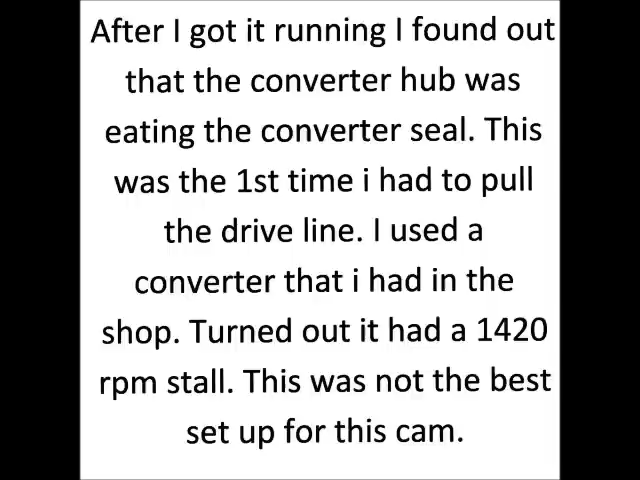 After I got it running I found out
that the converter hub was
eating the converter seal. This
was the 1st time i had to pull
the drive line. I used a
converter that i had in the
shop. Turned out it had a 1420
rpm stall. This was not the best
set up for this cam.